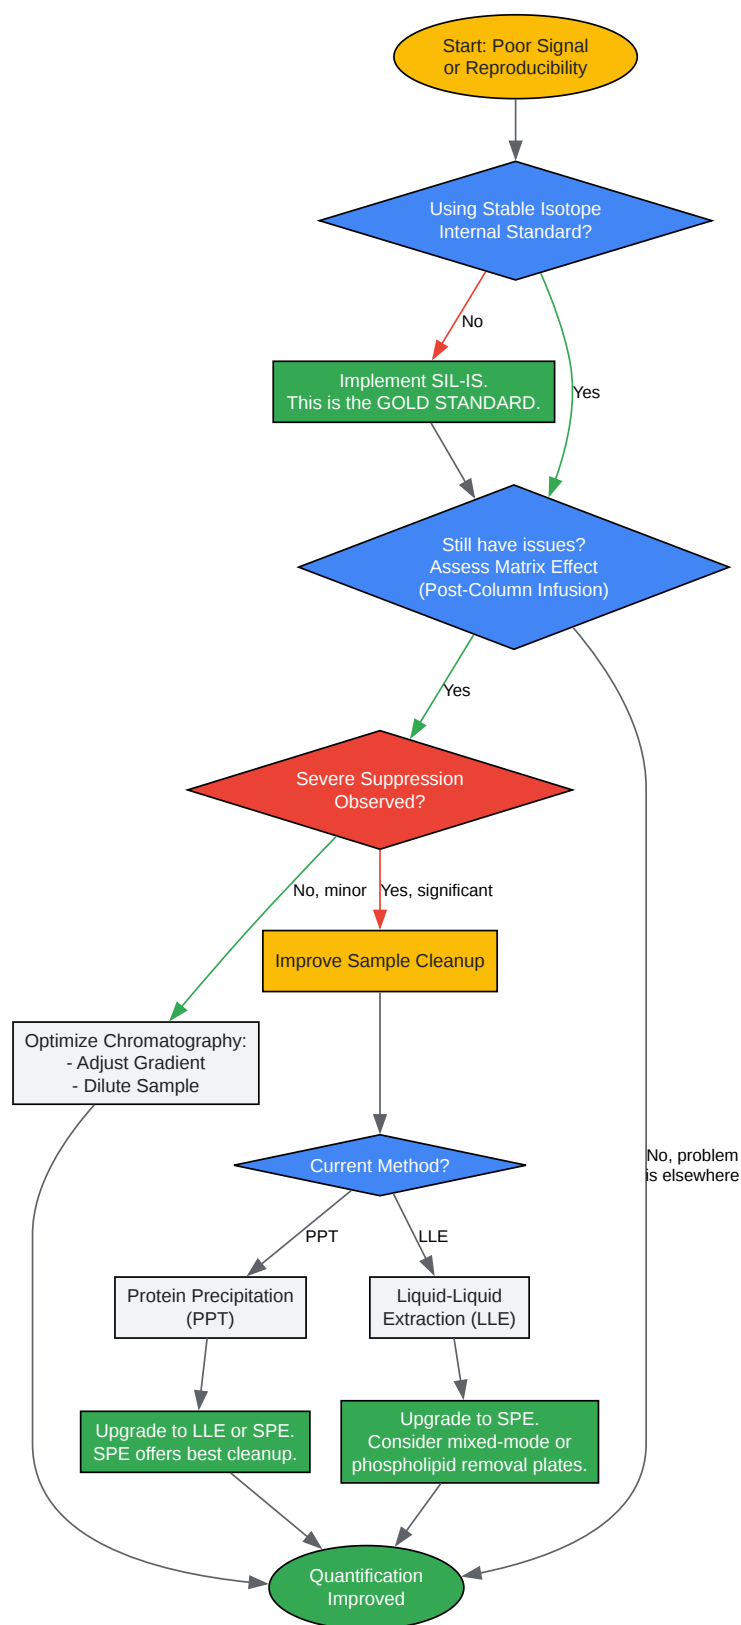 Start: Poor Signal
or Reproducibility
Using Stable Isotope
Internal Standard?
No
Implement SIL-IS.
This is the GOLD STANDARD.
Yes
Still have issues?
Assess Matrix Effect
(Post-Column Infusion)
Yes
Severe Suppression
Observed?
No, minor
Yes, significant
Improve Sample Cleanup
Optimize Chromatography:
- Adjust Gradient
- Dilute Sample
No, problem
is elsewhere
Current Method?
PPT
LLE
Protein Precipitation
(PPT)
Liquid-Liquid
Extraction (LLE)
Upgrade to LLE or SPE.
SPE offers best cleanup.
Upgrade to SPE.
Consider mixed-mode or
phospholipid removal plates.
Quantification
Improved